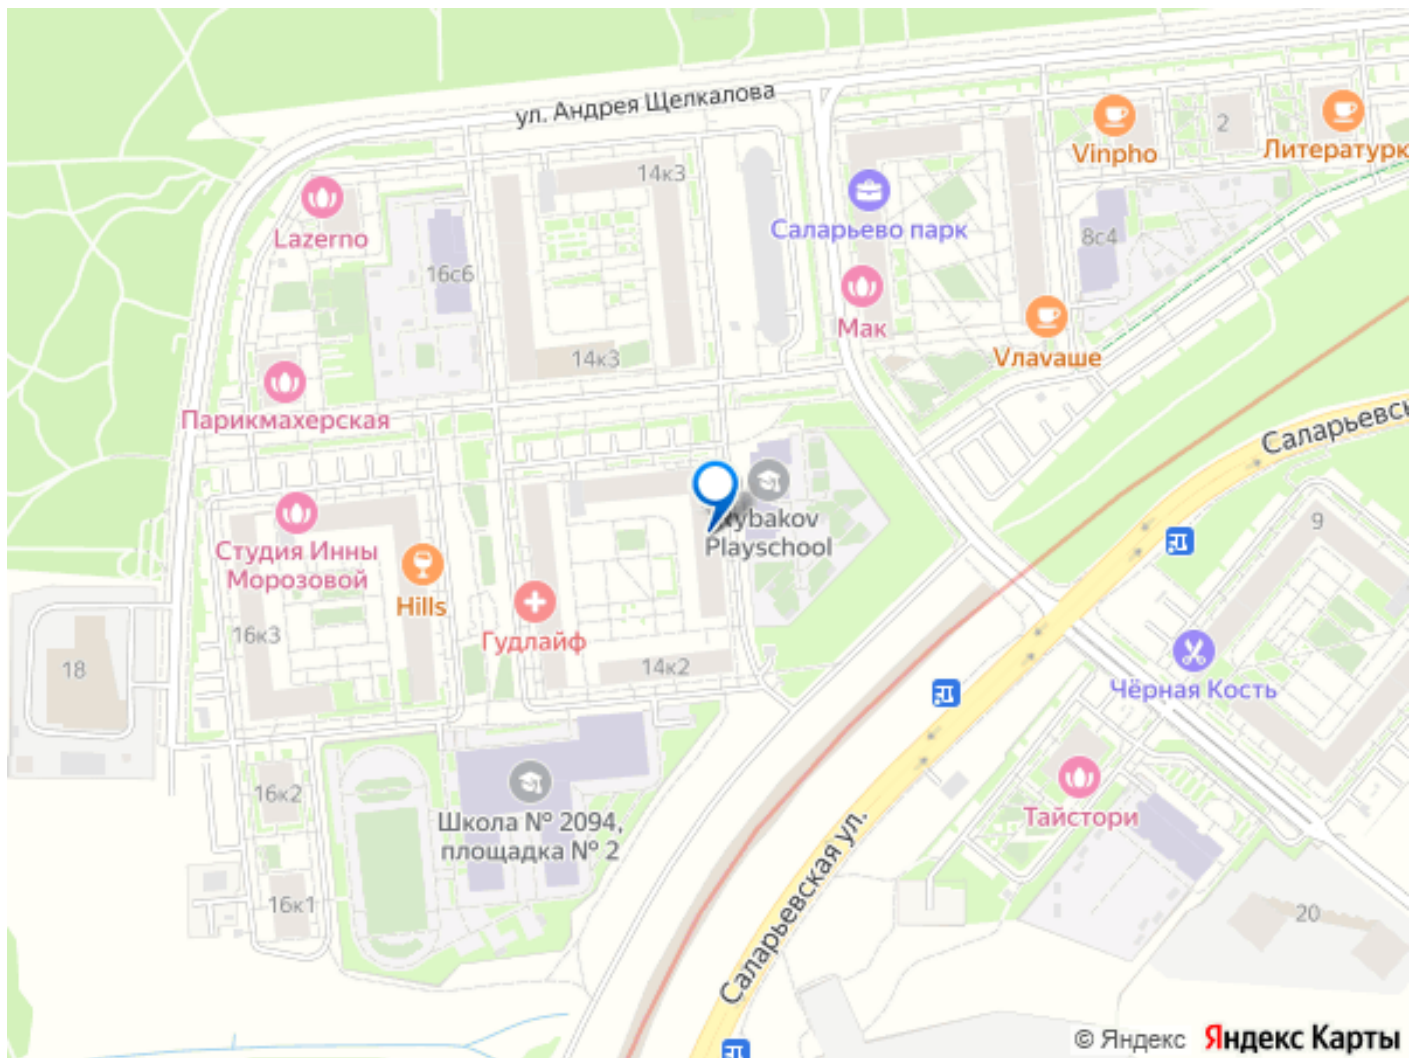 ул. Андрея Щелкалова
Vinpho
2
Литературк
14к3
Lazerno
Саларьево парк
8с4
16с6
Мак
Vлаваше
14к3
Парикмахерская
Саларьевск
Playschool
9
Студия Инны
Морозовой
Hills
16к3
Гудлайф
14к2
18
Чёрная Кость
16к2
Школа № 2094,
площадка № 2
Тайстори
Саларьевская ул.
16к1
20
© Яндекс Яндекс Карты